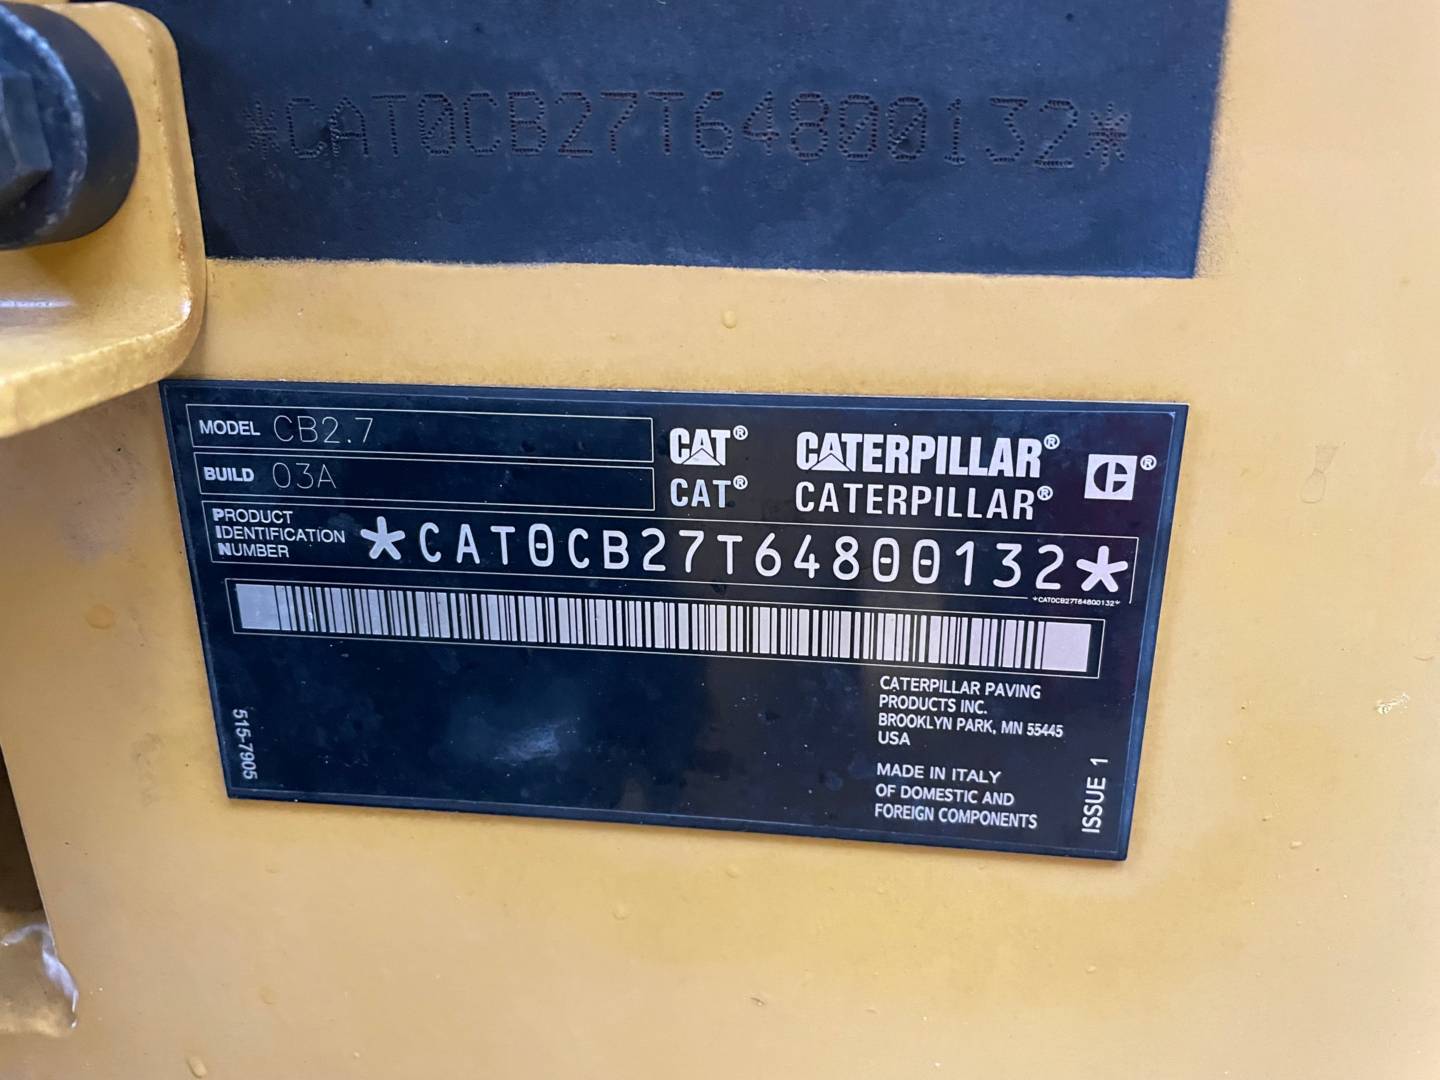 *CAT0CB27T64800132*
MODEL CB2.7
BUILD 03A
CAT® CATERPILLAR® C®
CAT® CATERPILLAR®
PRODUCT
IDENTIFICATION
NUMBER
*CAT0CB27T64800132*
*CAT0CB27T64800132*
CATERPILLAR PAVING
PRODUCTS INC.
BROOKLYN PARK, MN 55445
USA
MADE IN ITALY
OF DOMESTIC AND
FOREIGN COMPONENTS
515-7905
ISSUE 1